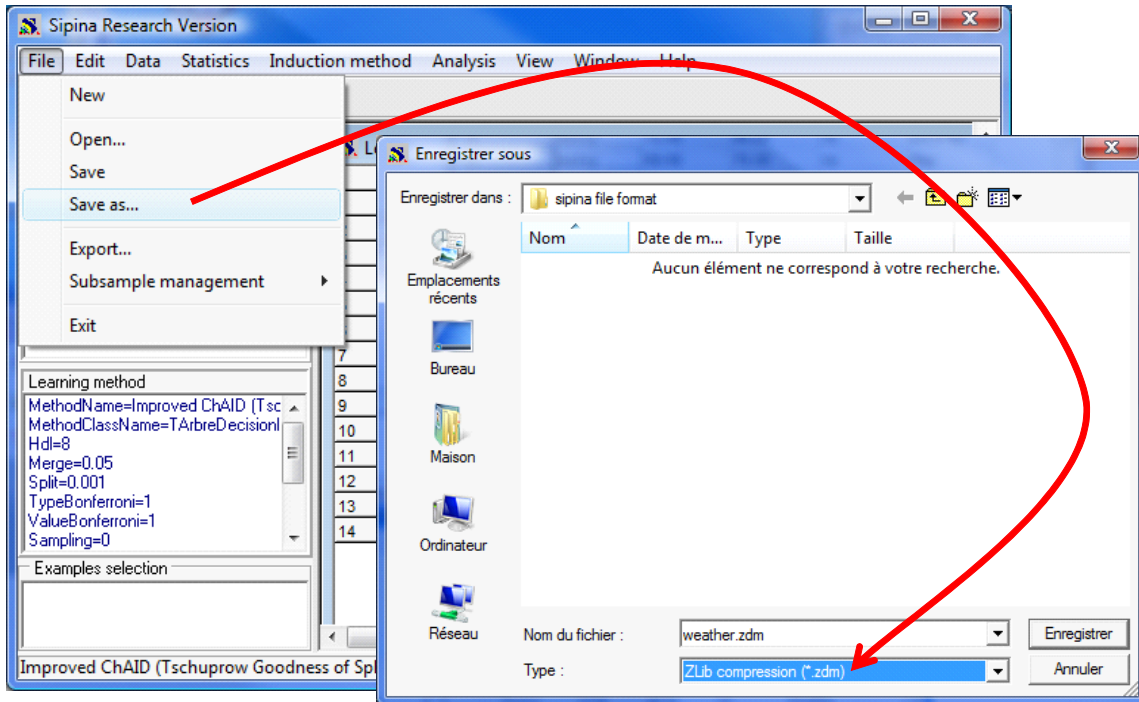 Sipina Research Version
File Edit Data Statistics Induction method Analysis View Window Help
New
Open...
Save
Save as...
Export...
Subsample management
Exit
7
8
9
10
11
12
13
14
Learning method
MethodName=Improved ChAID (Tsc
MethodClassName=TArbreDecisionI
Hdl=8
Merge=0.05
Split=0.001
TypeBonferroni=1
ValueBonferroni=1
Sampling=0
Examples selection
Improved ChAID (Tschuprow Goodness of Spl
Enregistrer sous
Enregistrer dans : sipina file format
Nom Date de m... Type Taille
Aucun élément ne correspond à votre recherche.
Emplacements
récents
Bureau
Maison
Ordinateur
Réseau
Nom du fichier : weather.zdm Enregistrer
Type : ZLib compression (*.zdm) Annuler